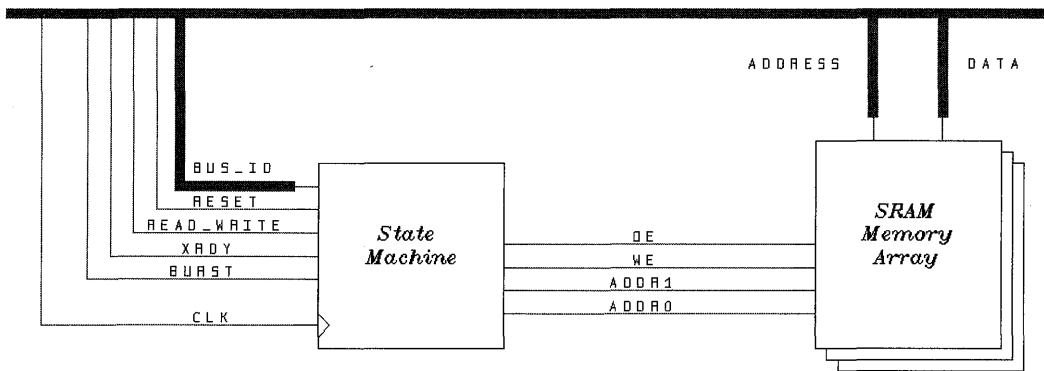 ADDRESS
DATA
BUS_ID
RESET
READ_WRITE
XRDY
BURST
CLK
State
Machine
OE
WE
ADDR1
ADDR0
SRAM
Memory
Array